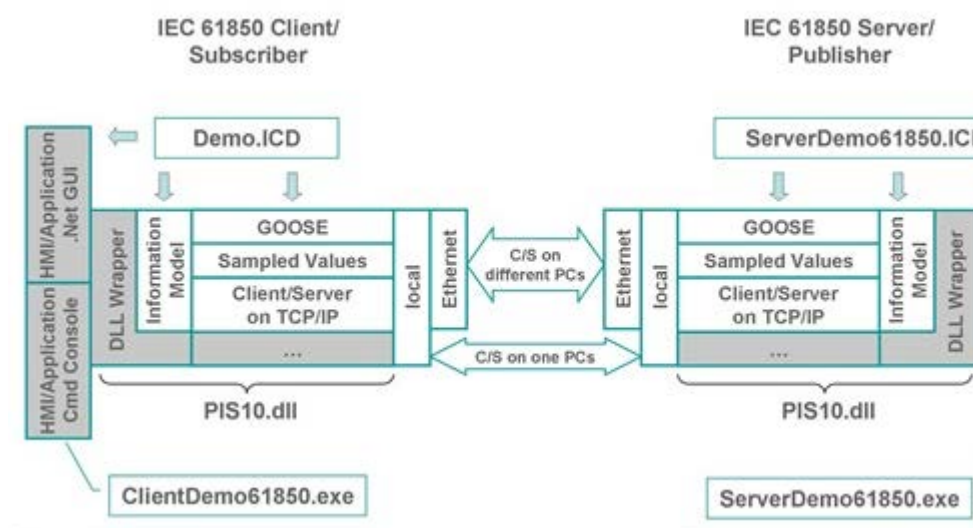 IEC 61850 Client/
Subscriber
IEC 61850 Server/
Publisher
Demo.ICD
ServerDemo61850.ICD
HMI/Application
.Net GUI
HMI/Application
Cmd Console
DLL Wrapper
Information
Model
GOOSE
Sampled Values
Client/Server
on TCP/IP
...
local
Ethernet
C/S on
different PCs
C/S on one PCs
Ethernet
local
GOOSE
Sampled Values
Client/Server
on TCP/IP
...
Information
Model
DLL Wrapper
PIS10.dll
PIS10.dll
ClientDemo61850.exe
ServerDemo61850.exe